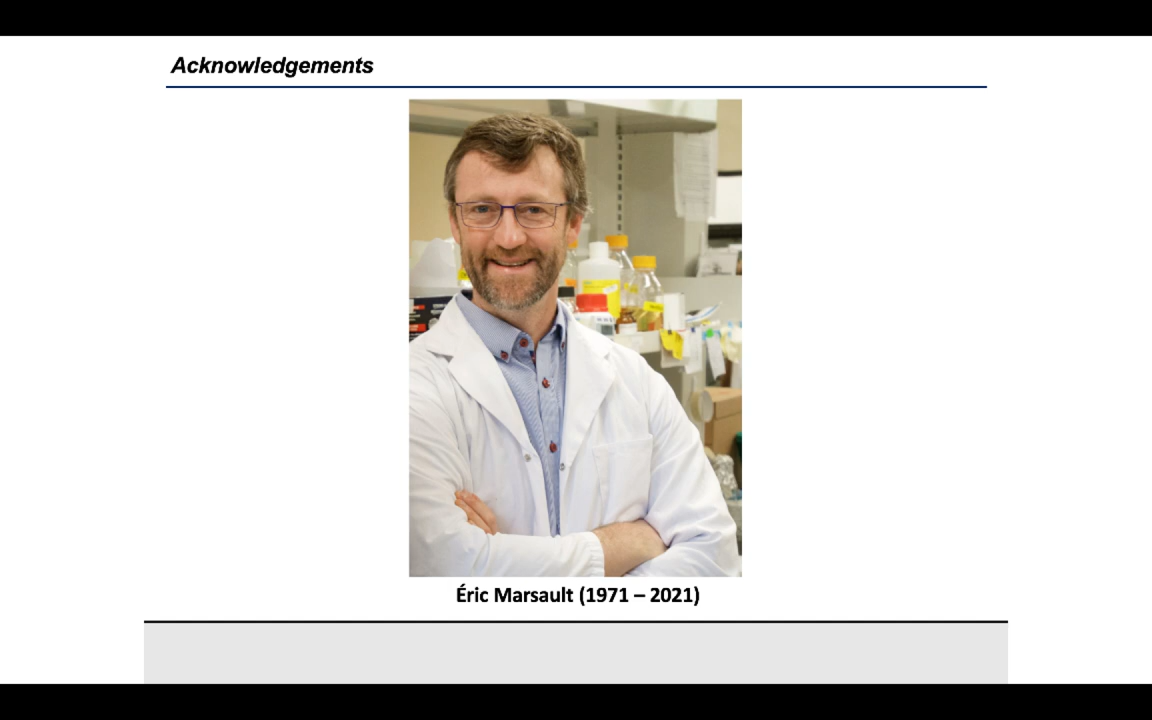 Acknowledgements
Éric Marsault (1971 – 2021)